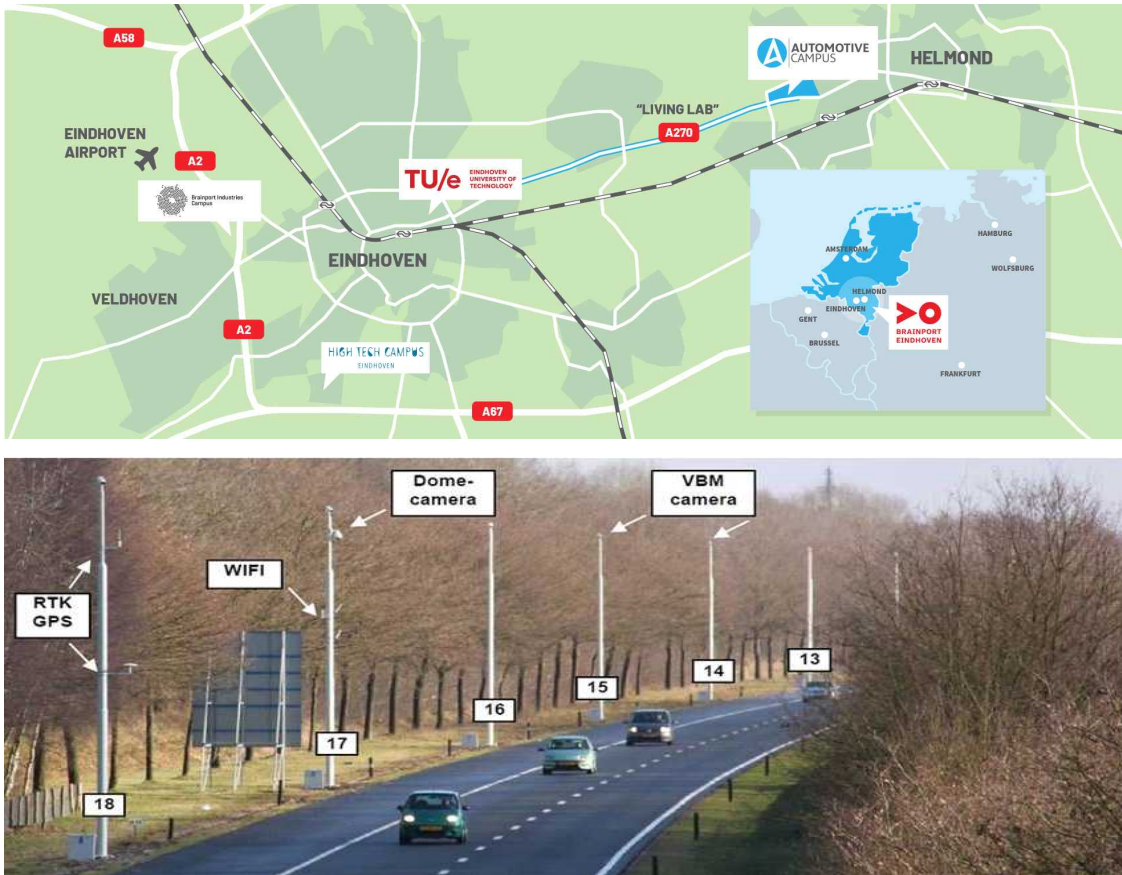 A58
AUTOMOTIVE
CAMPUS
HELMOND
"LIVING LAB"
A270
EINDHOVEN
AIRPORT
A2
TU/e
EINDHOVEN
UNIVERSITY OF
TECHNOLOGY
Brainport Industries
Campus
EINDHOVEN
VELDHOVEN
A2
HIGH TECH CAMPUS
EINDHOVEN
A67
HAMBURG
AMSTERDAM
WOLFSBURG
HELMOND
EINDHOVEN
GENT
BRUSSEL
BRAINPORT
EINDHOVEN
FRANKFURT
Dome-
camera
VBM
camera
WIFI
RTK
GPS
13
14
15
16
17
18